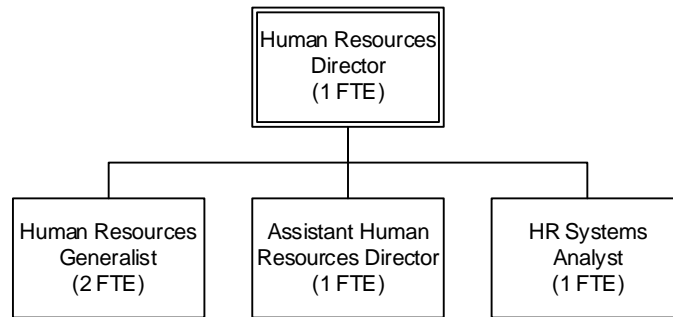 Human Resources
Director
(1 FTE)
Human Resources
Generalist
(2 FTE)
Assistant Human
Resources Director
(1 FTE)
HR Systems
Analyst
(1 FTE)